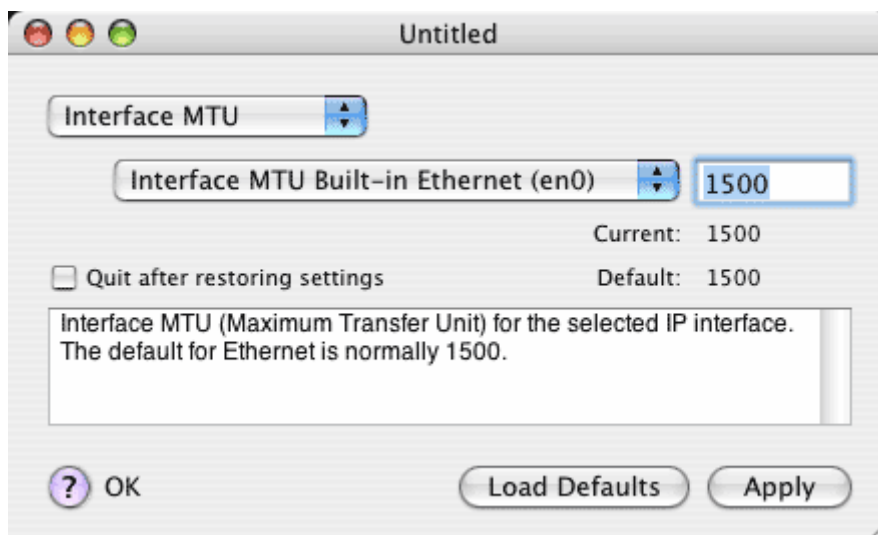 Untitled
Interface MTU
Interface MTU Built-in Ethernet (en0) 1500
Current: 1500
Quit after restoring settings Default: 1500
Interface MTU (Maximum Transfer Unit) for the selected IP interface.
The default for Ethernet is normally 1500.
? OK Load Defaults Apply